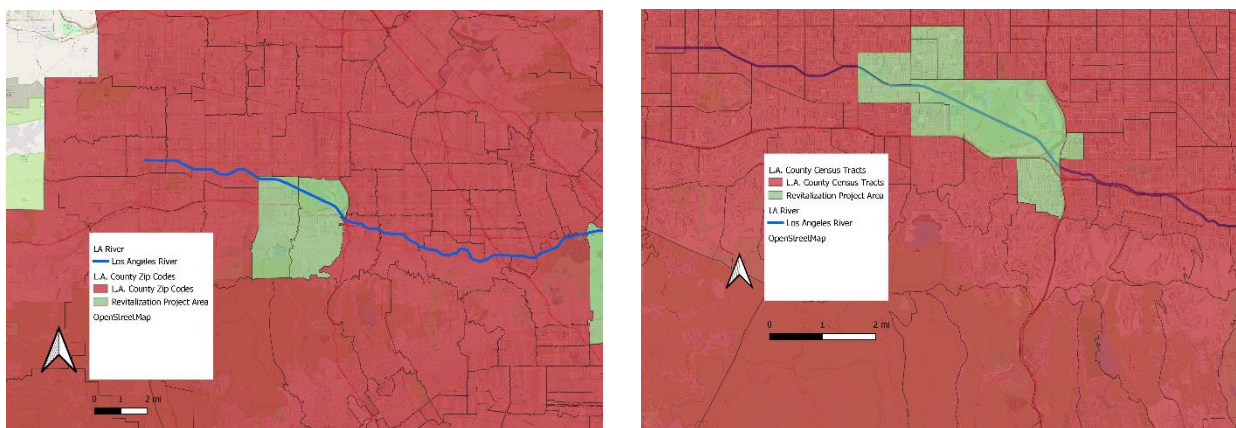 LA River
Los Angeles River
L.A. County Zip Codes
L.A. County Zip Codes
Revitalization Project Area
OpenStreetMap
0 1 2 mi
L.A. County Census Tracts
L.A. County Census Tracts
Revitalization Project Area
LA River
Los Angeles River
OpenStreetMap
0 1 2 mi